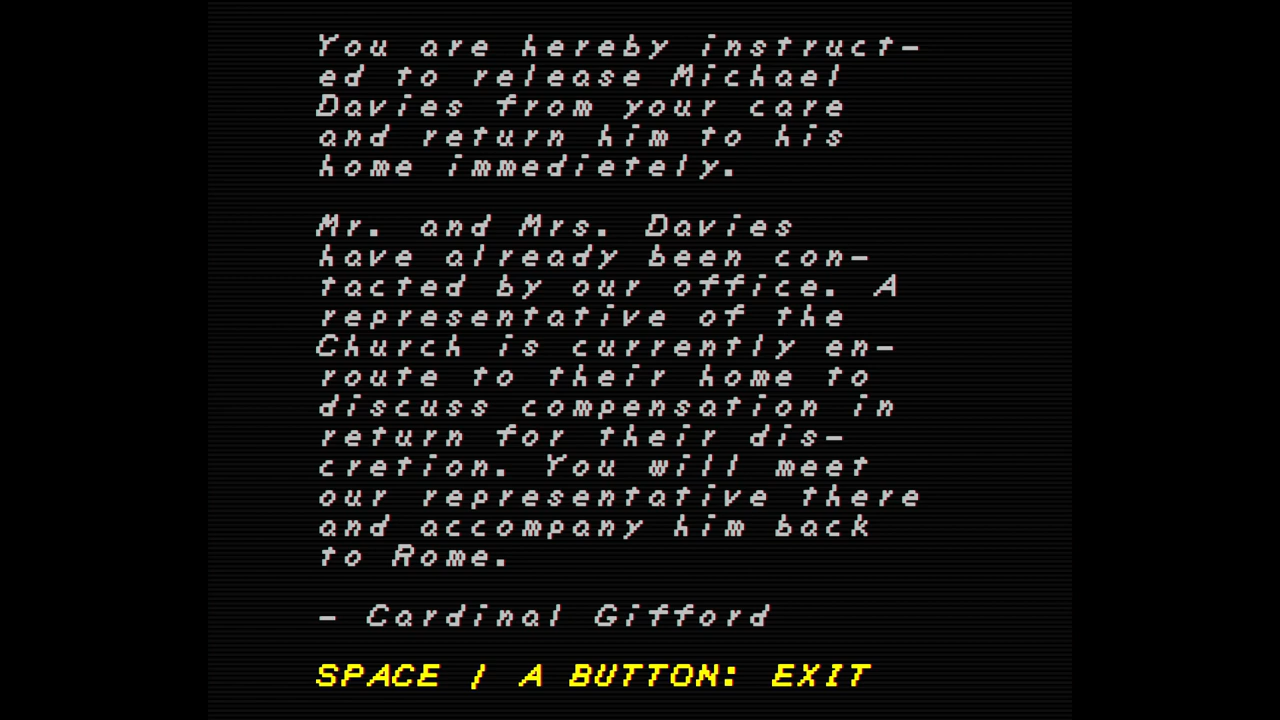 You are hereby instruct-
ed to release Michael
Davies from your care
and return him to his
home immedietely.
Mr. and Mrs. Davies
have already been con-
tacted by our office. A
representative of the
Church is currently en-
route to their home to
discuss compensation in
return for their dis-
cretion. You will meet
our representative there
and accompany him back
to Rome.
- Cardinal Gifford
SPACE / A BUTTON: EXIT